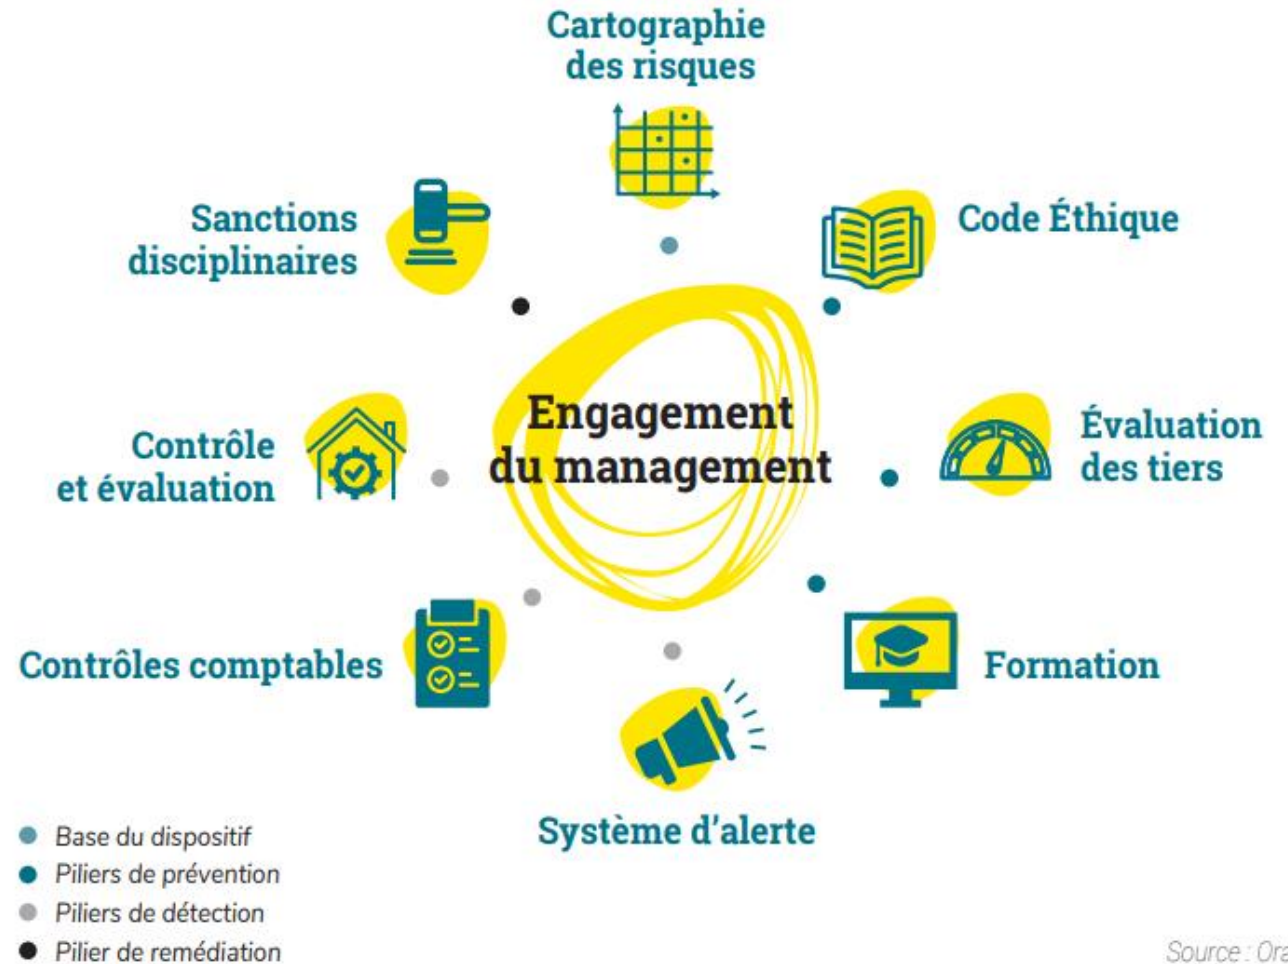 Cartographie
des risques
Sanctions
disciplinaires
Code Éthique
Engagement
du management
Contrôle
et évaluation
Évaluation
des tiers
Contrôles comptables
Formation
Système d'alerte
Base du dispositif
Piliers de prévention
Piliers de détection
Pilier de remédiation
Source :